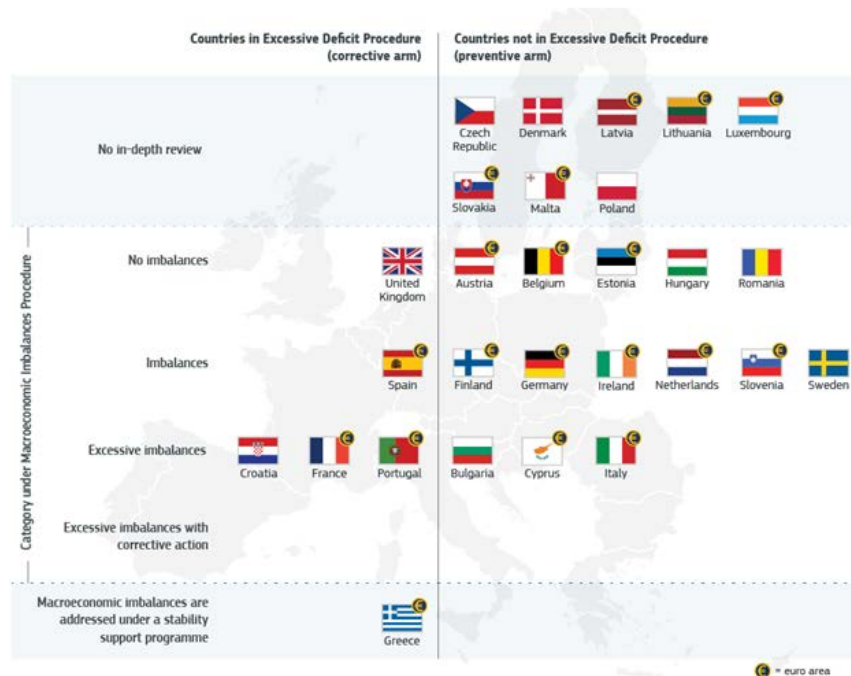 Countries in Excessive Deficit Procedure
(corrective arm)
Countries not in Excessive Deficit Procedure
(preventive arm)
No in-depth review
Czech
Republic
Denmark
Latvia
Lithuania
Luxembourg
Slovakia
Malta
Poland
Category under Macroeconomic Imbalances Procedure
No imbalances
United
Kingdom
Austria
Belgium
Estonia
Hungary
Romania
Imbalances
Spain
Finland
Germany
Ireland
Netherlands
Slovenia
Sweden
Excessive imbalances
Croatia
France
Portugal
Bulgaria
Cyprus
Italy
Excessive imbalances with
corrective action
Macroeconomic imbalances are
addressed under a stability
support programme
Greece
€ = euro area